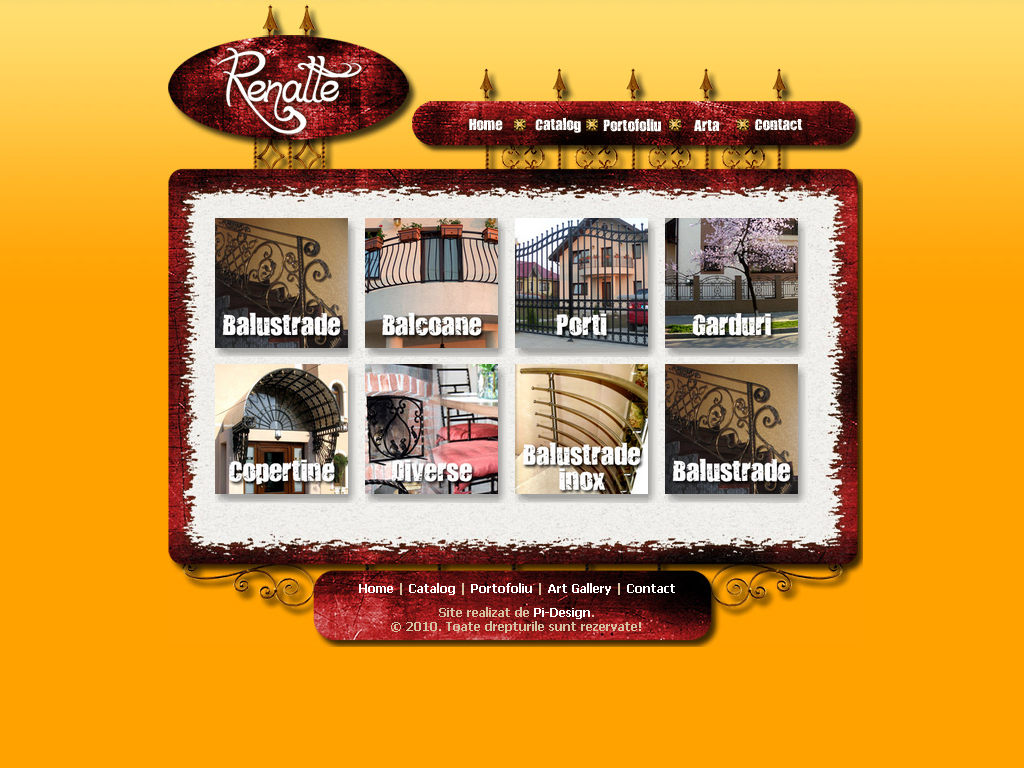 Renatte
Home Catalog Portofoliu Arta Contact
Balustrade Balcoane Porti Garduri
Copertine Diverse Balustrade inox Balustrade
Home | Catalog | Portofoliu | Art Gallery | Contact
Site realizat de Pi-Design.
© 2010. Toate drepturile sunt rezervate!